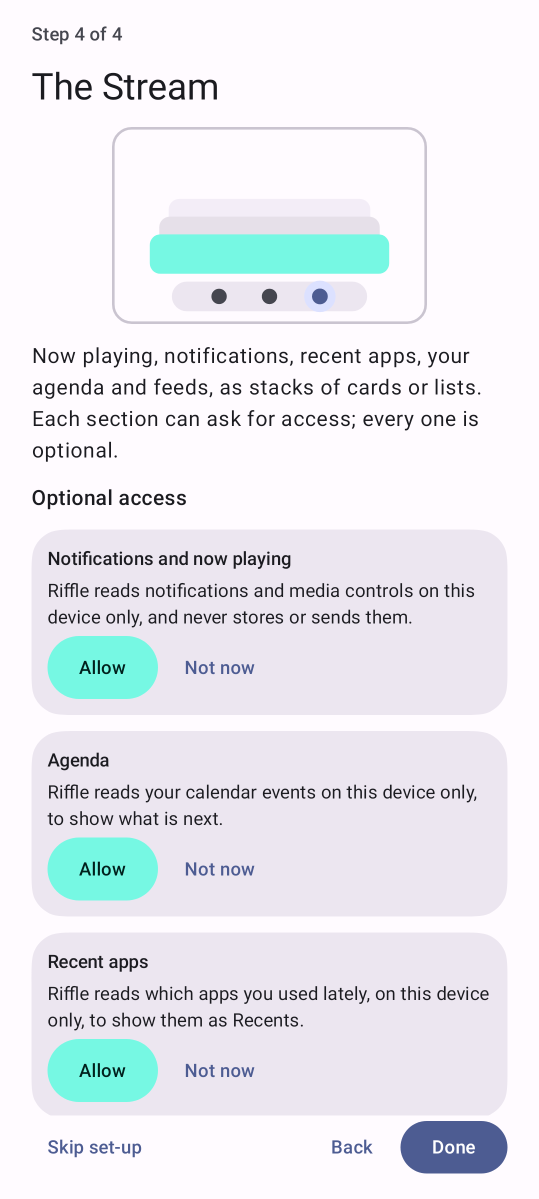 Step 4 of 4
The Stream
Now playing, notifications, recent apps, your
agenda and feeds, as stacks of cards or lists.
Each section can ask for access; every one is
optional.
Optional access
Notifications and now playing
Riffle reads notifications and media controls on this
device only, and never stores or sends them.
Allow Not now
Agenda
Riffle reads your calendar events on this device only,
to show what is next.
Allow Not now
Recent apps
Riffle reads which apps you used lately, on this device
only, to show them as Recents.
Allow Not now
Skip set-up Back Done